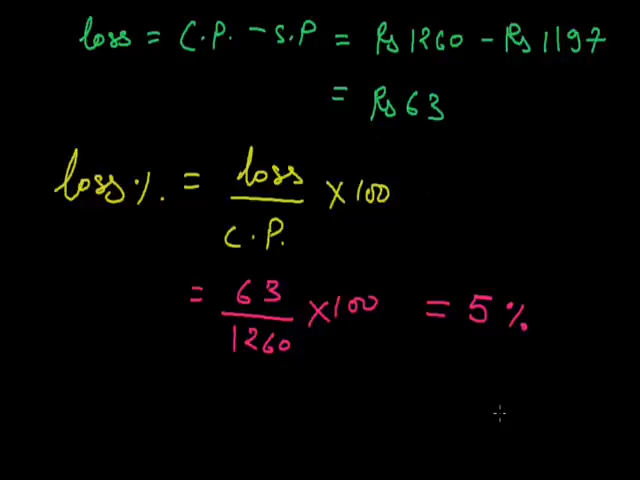 loss = C.P. - S.P = Rs 1260 - Rs 1197
= Rs 63
loss %. = loss / C.P. × 100
= 63 / 1260 × 100 = 5 %